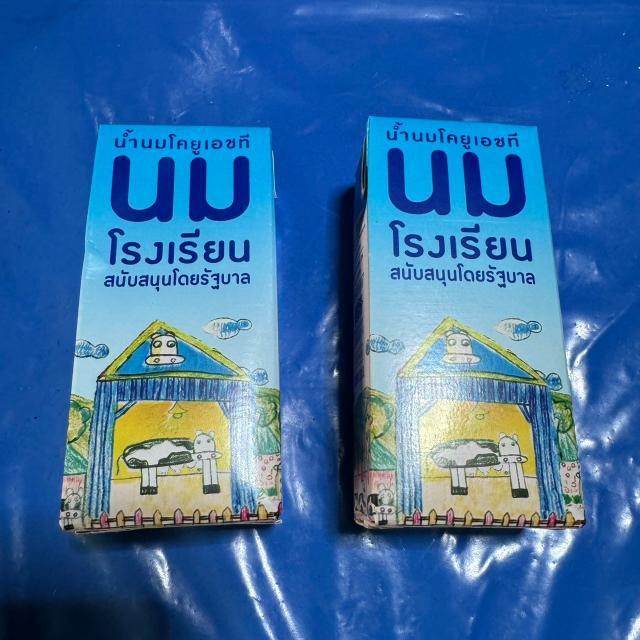 น้ำนมโคยูเอชที
นม
โรงเรียน
สนับสนุนโดยรัฐบาล
น้ำนมโคยูเอชที
นม
โรงเรียน
สนับสนุนโดยรัฐบาล